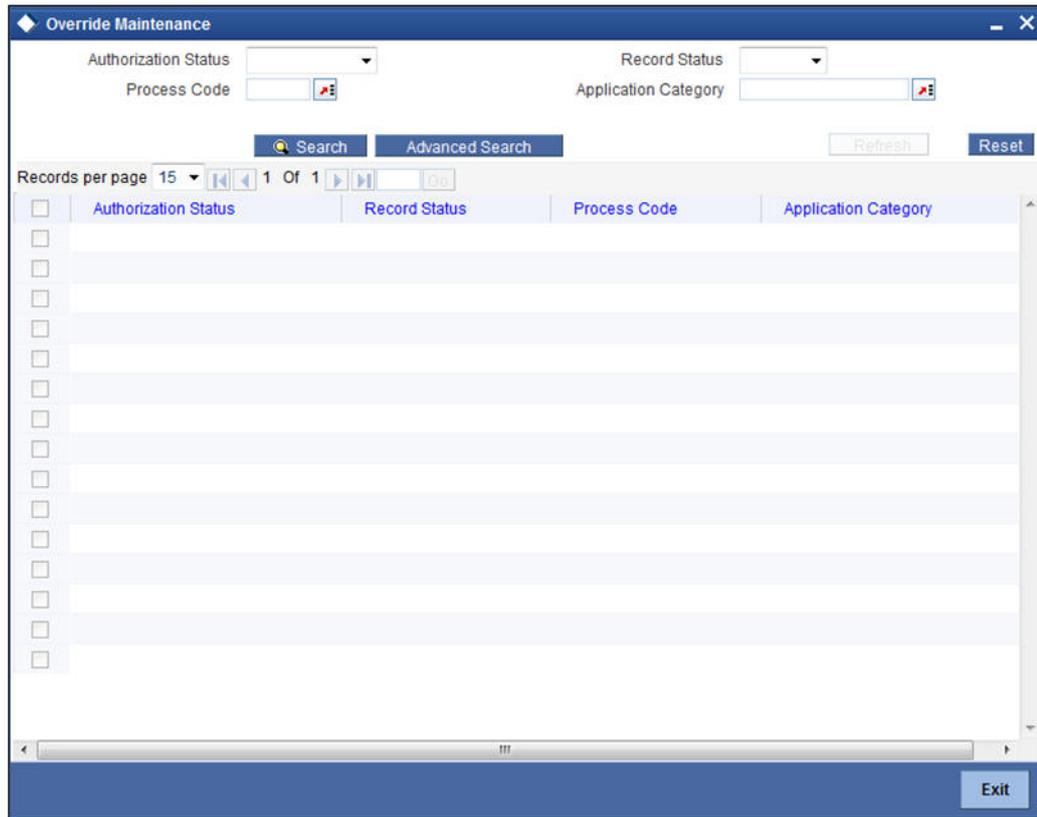 Override Maintenance
Authorization Status
Record Status
Process Code
Application Category
Search
Advanced Search
Refresh
Reset
Records per page 15 1 Of 1 Go
Authorization Status Record Status Process Code Application Category
Exit